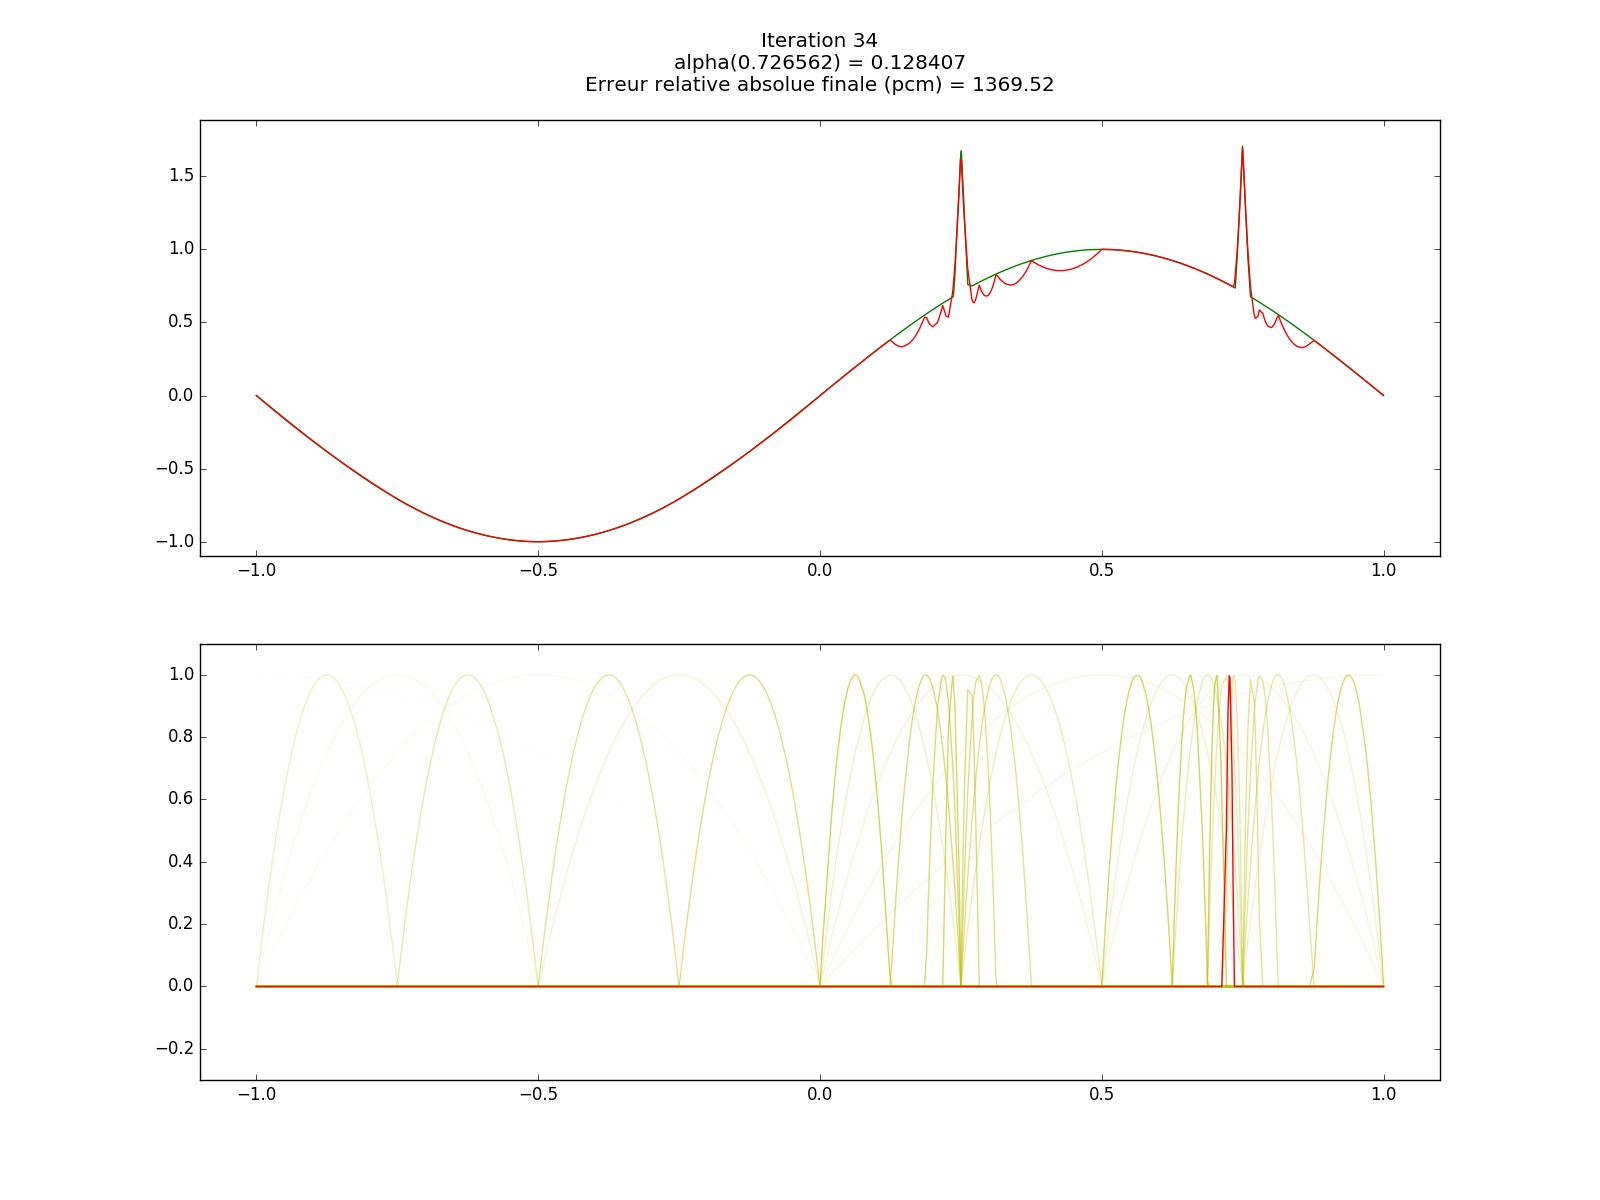 Iteration 34
alpha(0.726562) = 0.128407
Erreur relative absolue finale (pcm) = 1369.52
1.5
1.0
0.5
0.0
−0.5
−1.0
−1.0 −0.5 0.0 0.5 1.0
1.0
0.8
0.6
0.4
0.2
0.0
−0.2
−1.0 −0.5 0.0 0.5 1.0